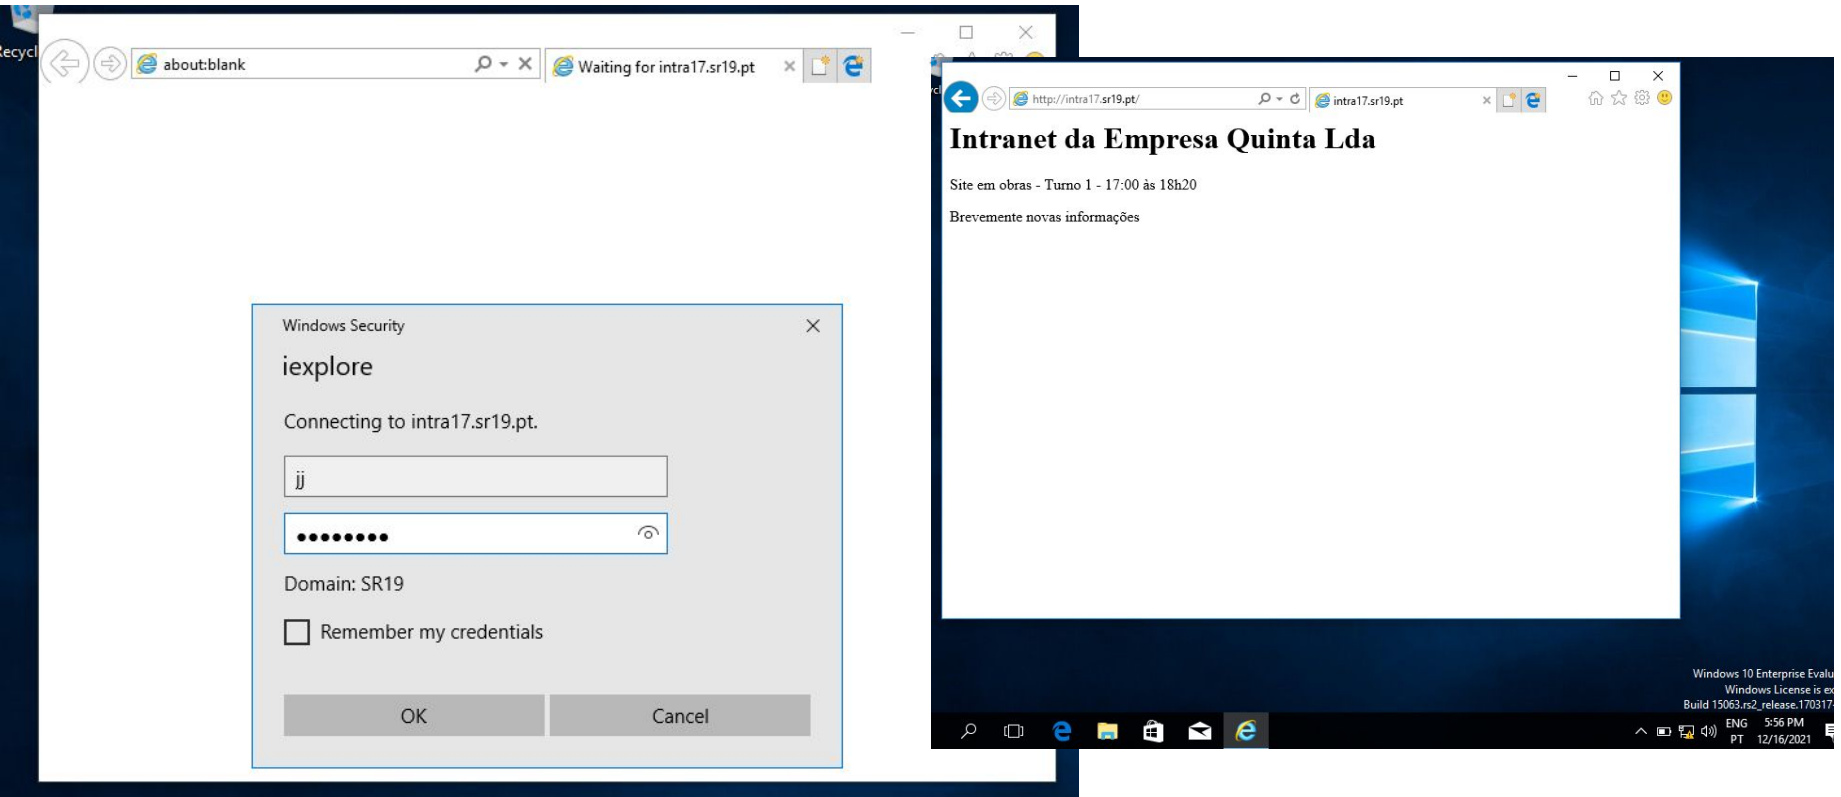 ecycl
about:blank
Waiting for intra17.sr19.pt
Windows Security
iexplore
Connecting to intra17.sr19.pt.
jj
Domain: SR19
Remember my credentials
OK
Cancel
http://intra17.sr19.pt/
intra17.sr19.pt
Intranet da Empresa Quinta Lda
Site em obras - Turno 1 - 17:00 às 18h20
Brevemente novas informações
Windows 10 Enterprise Evalu
Windows License is ex
Build 15063.rs2_release.170317-
ENG 5:56 PM
PT 12/16/2021